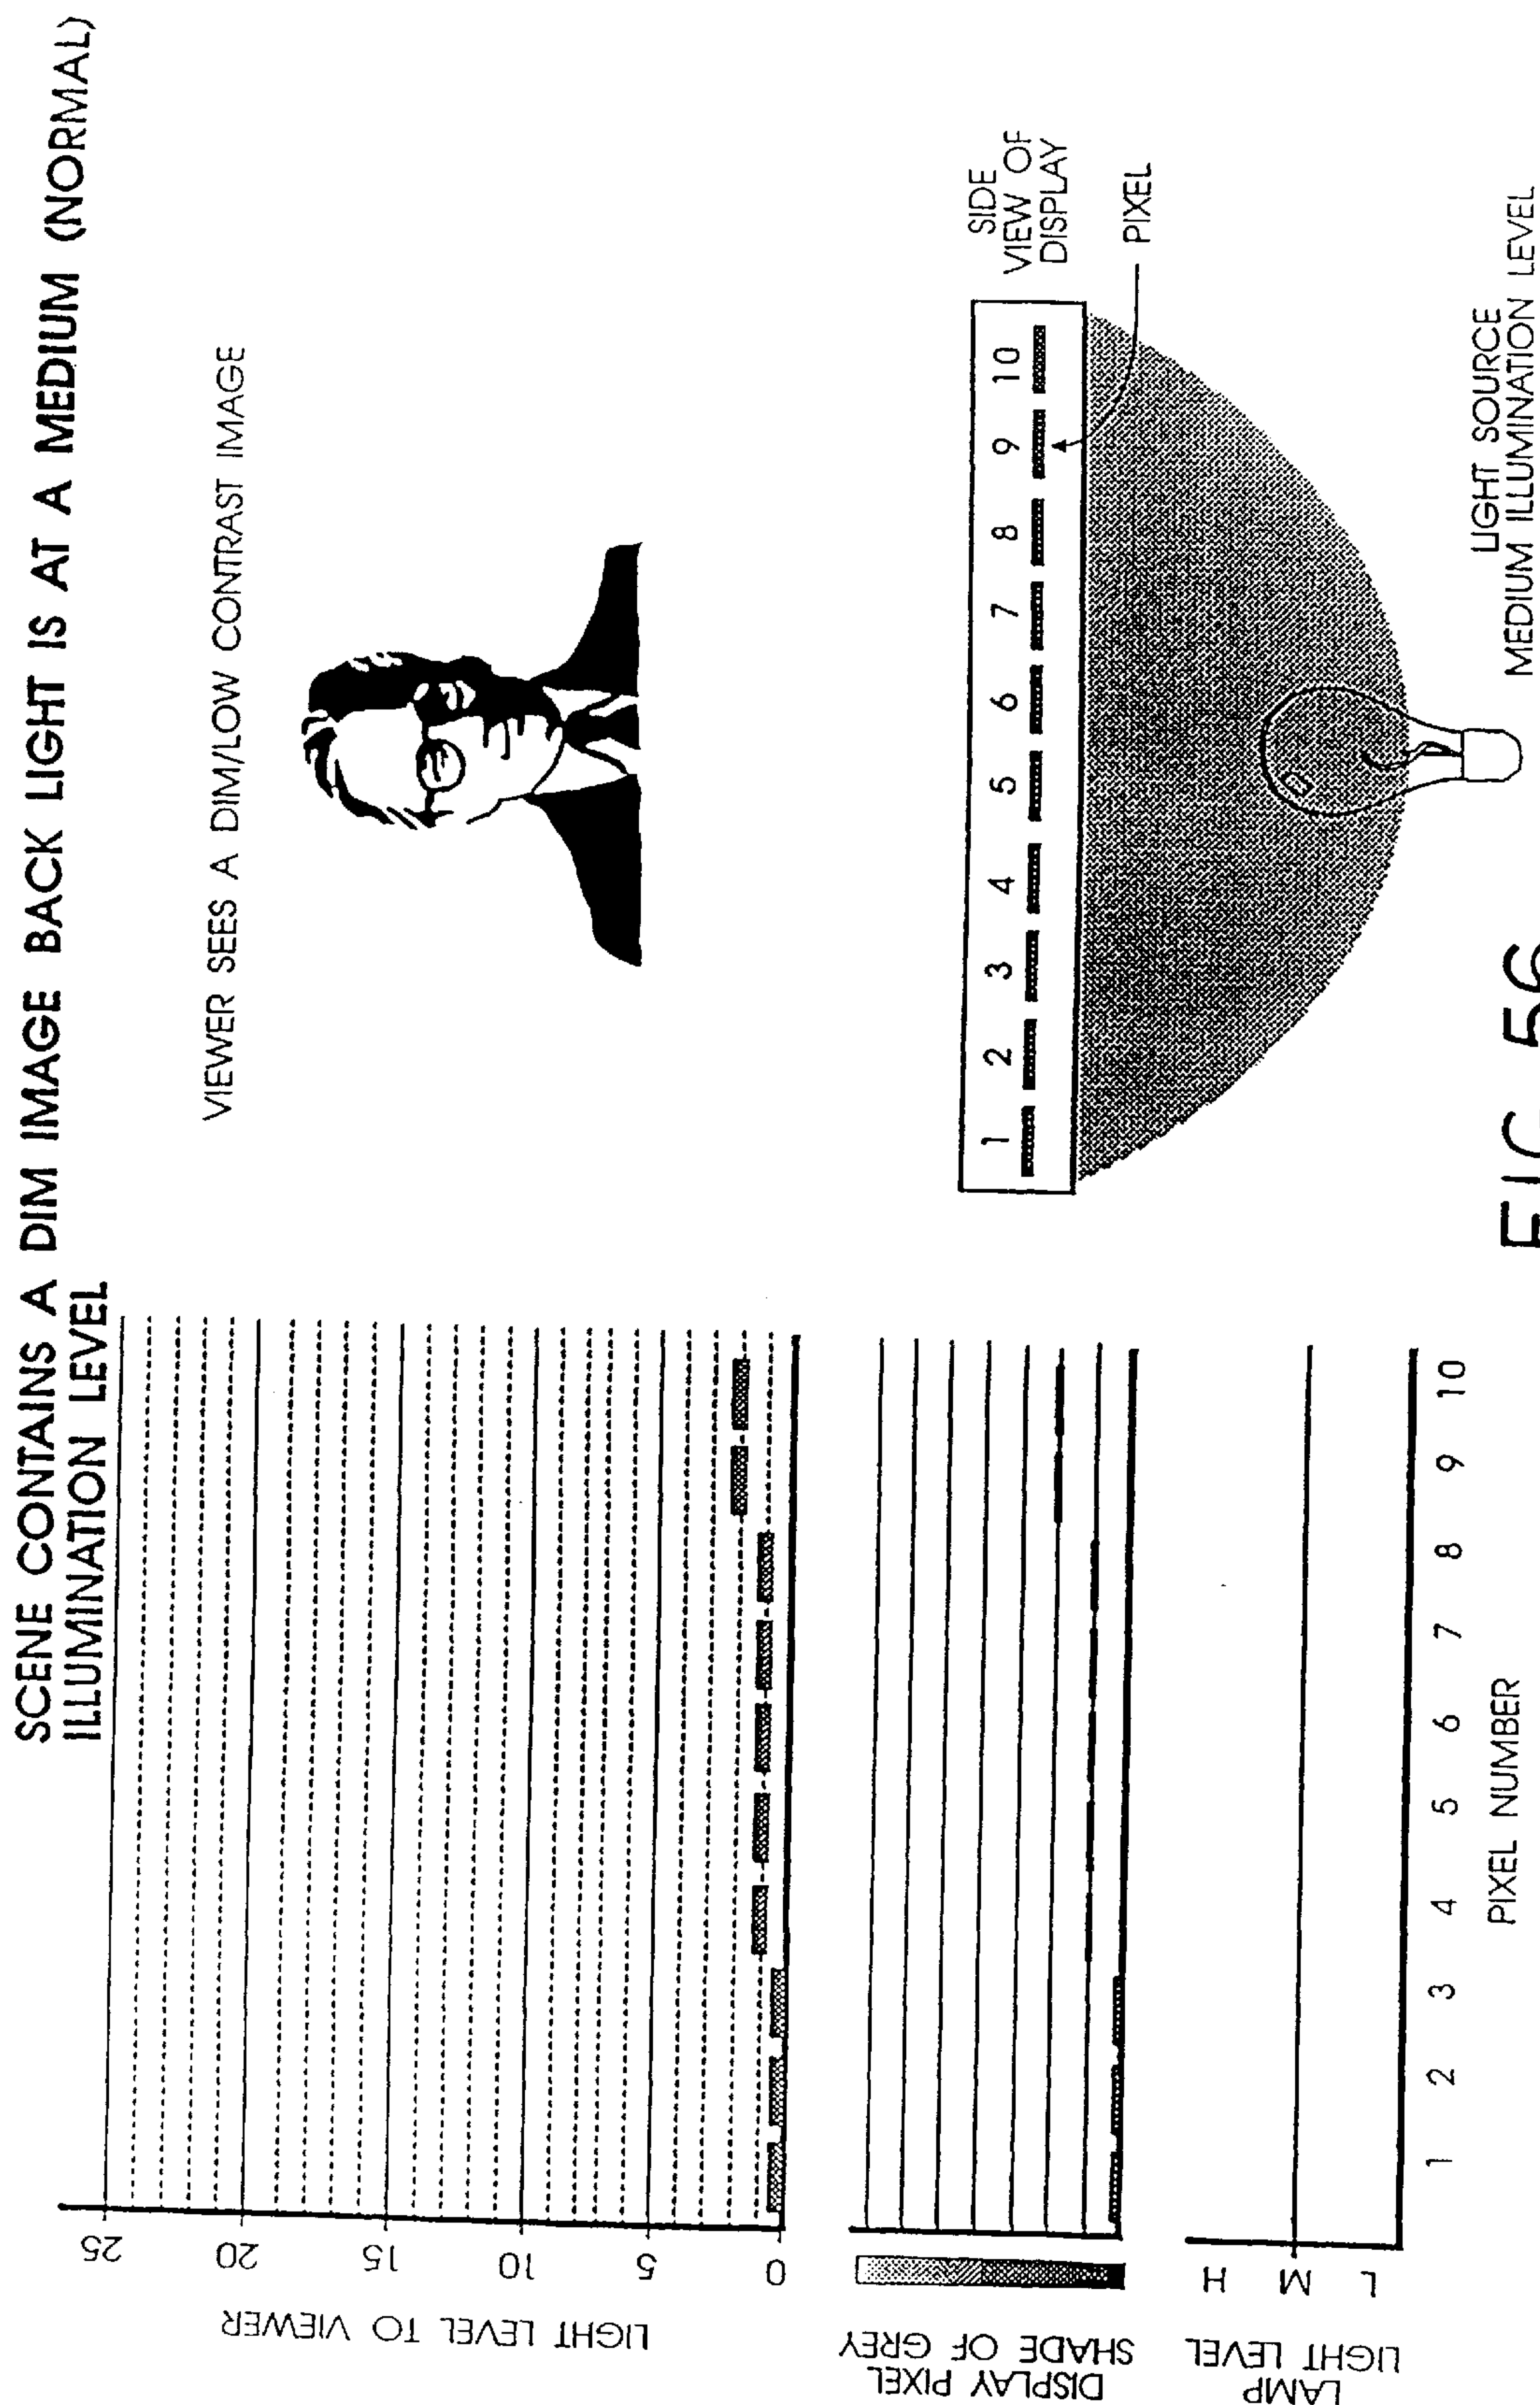 SCENE CONTAINS A DIM IMAGE BACK LIGHT IS AT A MEDIUM (NORMAL)
ILLUMINATION LEVEL
LIGHT LEVEL TO VIEWER
25
20
15
10
5
0
DISPLAY PIXEL
SHADE OF GREY
LAMP
LIGHT LEVEL
H
M
L
1 2 3 4 5 6 7 8 9 10
PIXEL NUMBER
VIEWER SEES A DIM/LOW CONTRAST IMAGE
1 2 3 4 5 6 7 8 9 10
SIDE
VIEW OF
DISPLAY
PIXEL
LIGHT SOURCE
MEDIUM ILLUMINATION LEVEL
FIG. 56